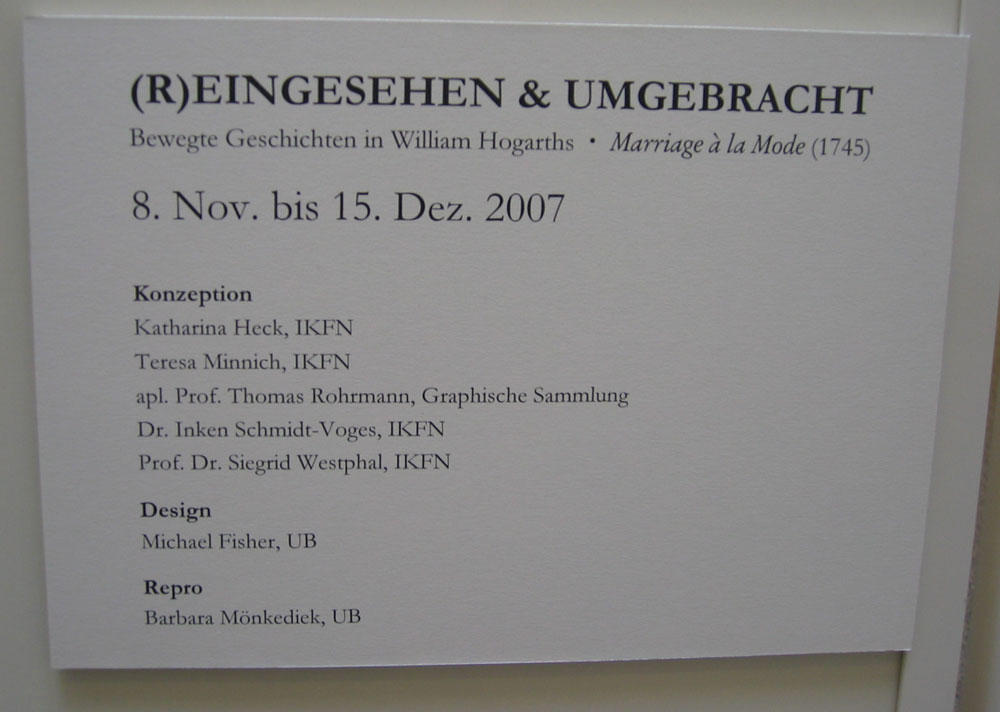 (R)EINGESEHEN & UMGEBRACHT
Bewegte Geschichten in William Hogarths • Marriage à la Mode (1745)
8. Nov. bis 15. Dez. 2007
Konzeption
Katharina Heck, IKFN
Teresa Minnich, IKFN
apl. Prof. Thomas Rohrmann, Graphische Sammlung
Dr. Inken Schmidt-Voges, IKFN
Prof. Dr. Siegrid Westphal, IKFN
Design
Michael Fisher, UB
Repro
Barbara Mönkediek, UB